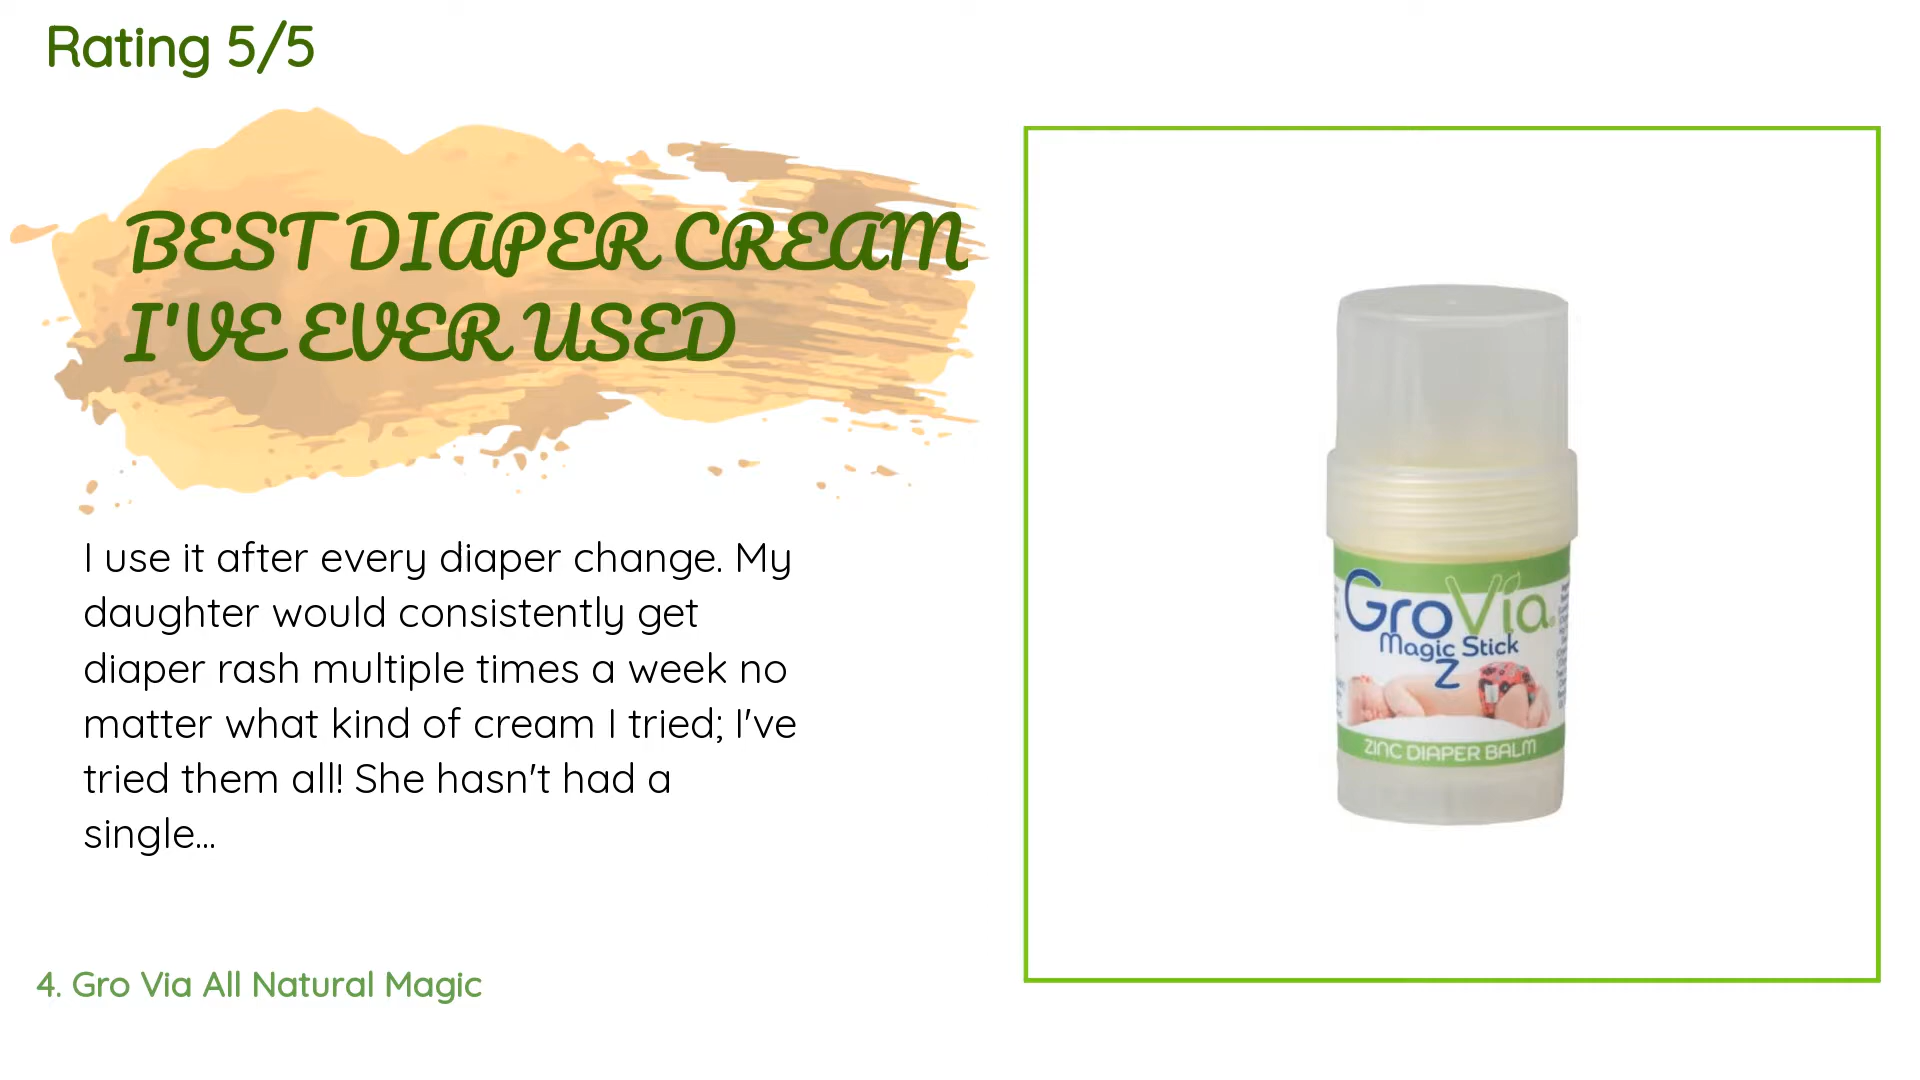 Rating 5/5
BEST DIAPER CREAM
I'VE EVER USED
I use it after every diaper change. My
daughter would consistently get
diaper rash multiple times a week no
matter what kind of cream I tried; I've
tried them all! She hasn't had a
single...
4. Gro Via All Natural Magic
GroVia
Magic Stick
Z
ZINC DIAPER BALM